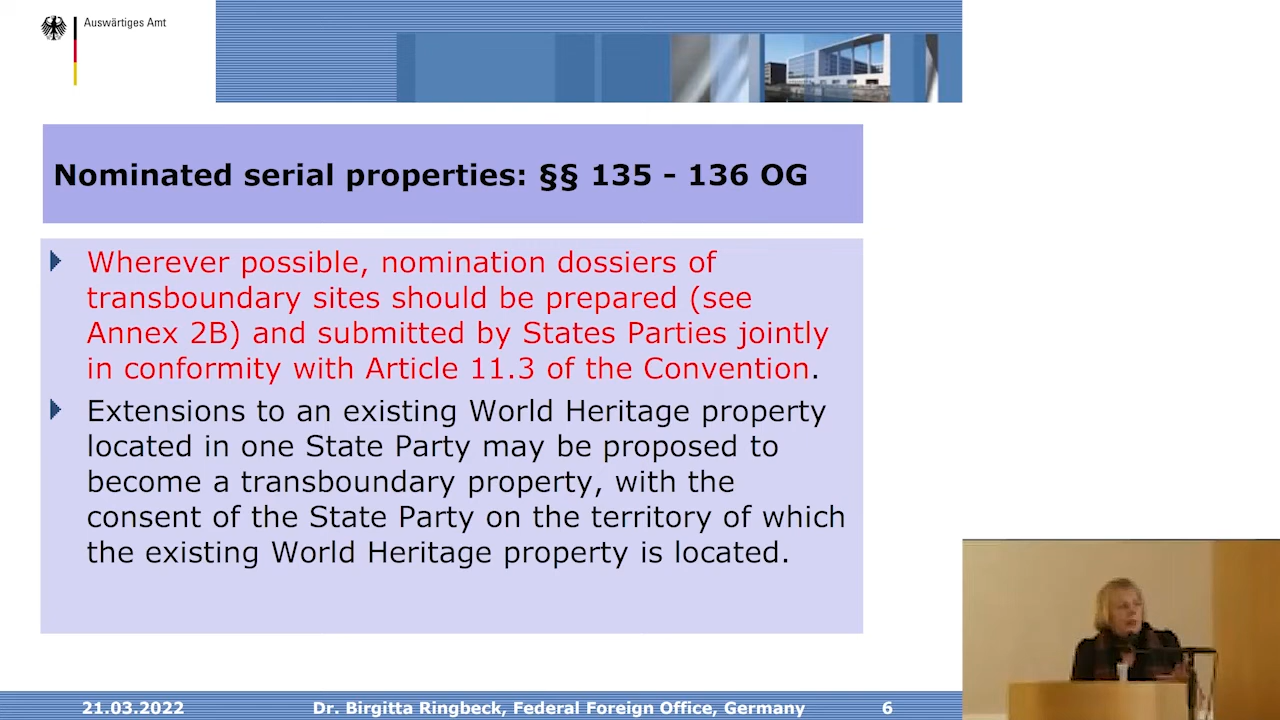 Auswärtiges Amt
Nominated serial properties: §§ 135 - 136 OG
Wherever possible, nomination dossiers of
transboundary sites should be prepared (see
Annex 2B) and submitted by States Parties jointly
in conformity with Article 11.3 of the Convention.
Extensions to an existing World Heritage property
located in one State Party may be proposed to
become a transboundary property, with the
consent of the State Party on the territory of which
the existing World Heritage property is located.
21.03.2022 Dr. Birgitta Ringbeck, Federal Foreign Office, Germany 6